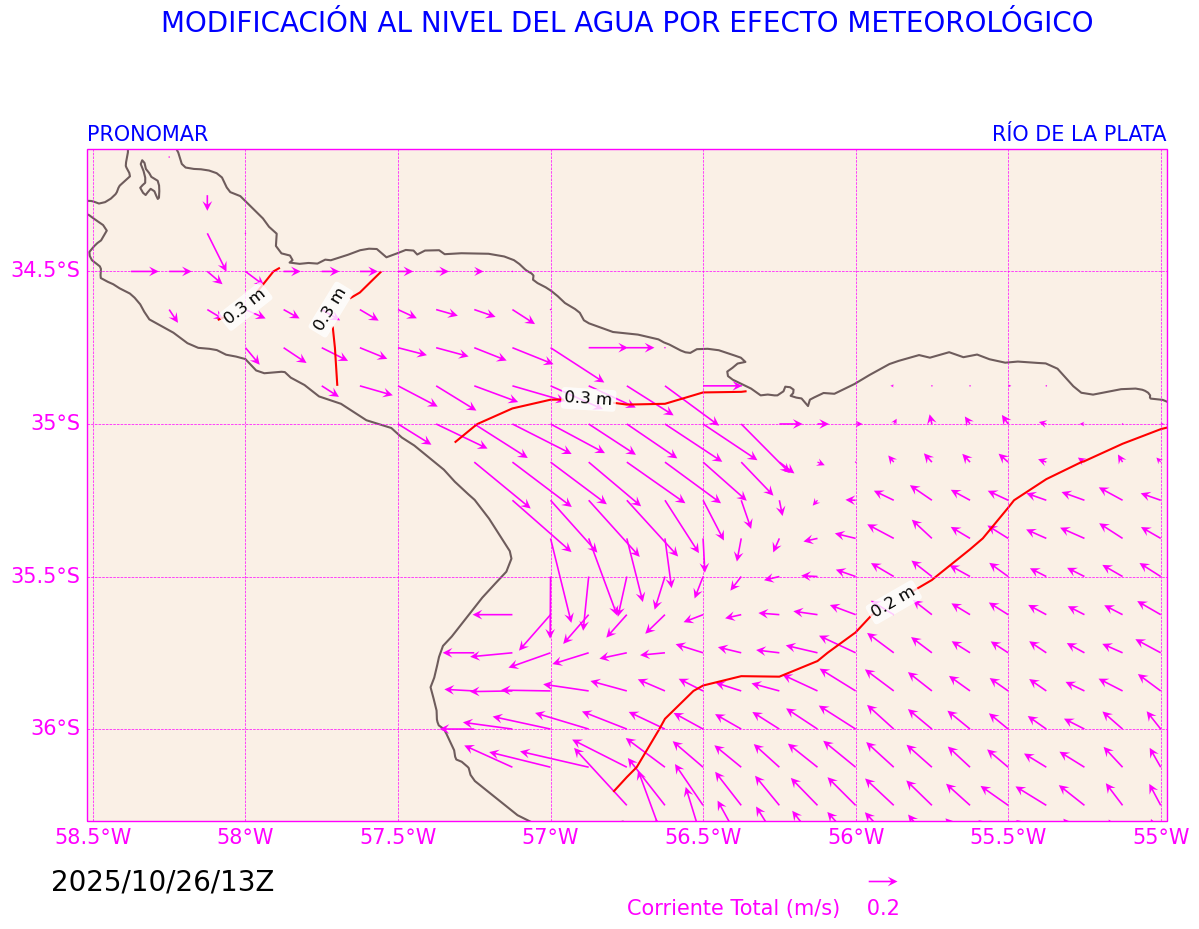 MODIFICACIÓN AL NIVEL DEL AGUA POR EFECTO METEOROLÓGICO
PRONOMAR
RÍO DE LA PLATA
34.5°S
0.3 m
0.3 m
0.3 m
35°S
35.5°S
0.2 m
36°S
58.5°W
58°W
57.5°W
57°W
56.5°W
56°W
55.5°W
55°W
2025/10/26/13Z
Corriente Total (m/s)
0.2